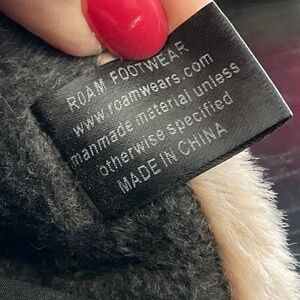 ROAM FOOTWEAR
www.roamwears.com
manmade material unless
otherwise specified
MADE IN CHINA